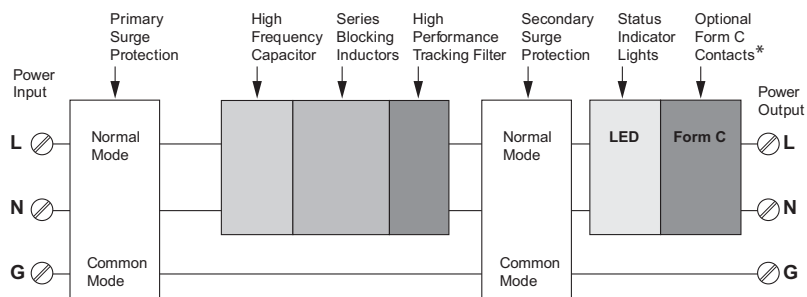 Primary
Surge
Protection
High
Frequency
Capacitor
Series
Blocking
Inductors
High
Performance
Tracking Filter
Secondary
Surge
Protection
Status
Indicator
Lights
Optional
Form C
Contacts*
Power
Input
Power
Output
L
Normal
Mode
Normal
Mode
LED
Form C
L
N
N
G
Common
Mode
Common
Mode
G